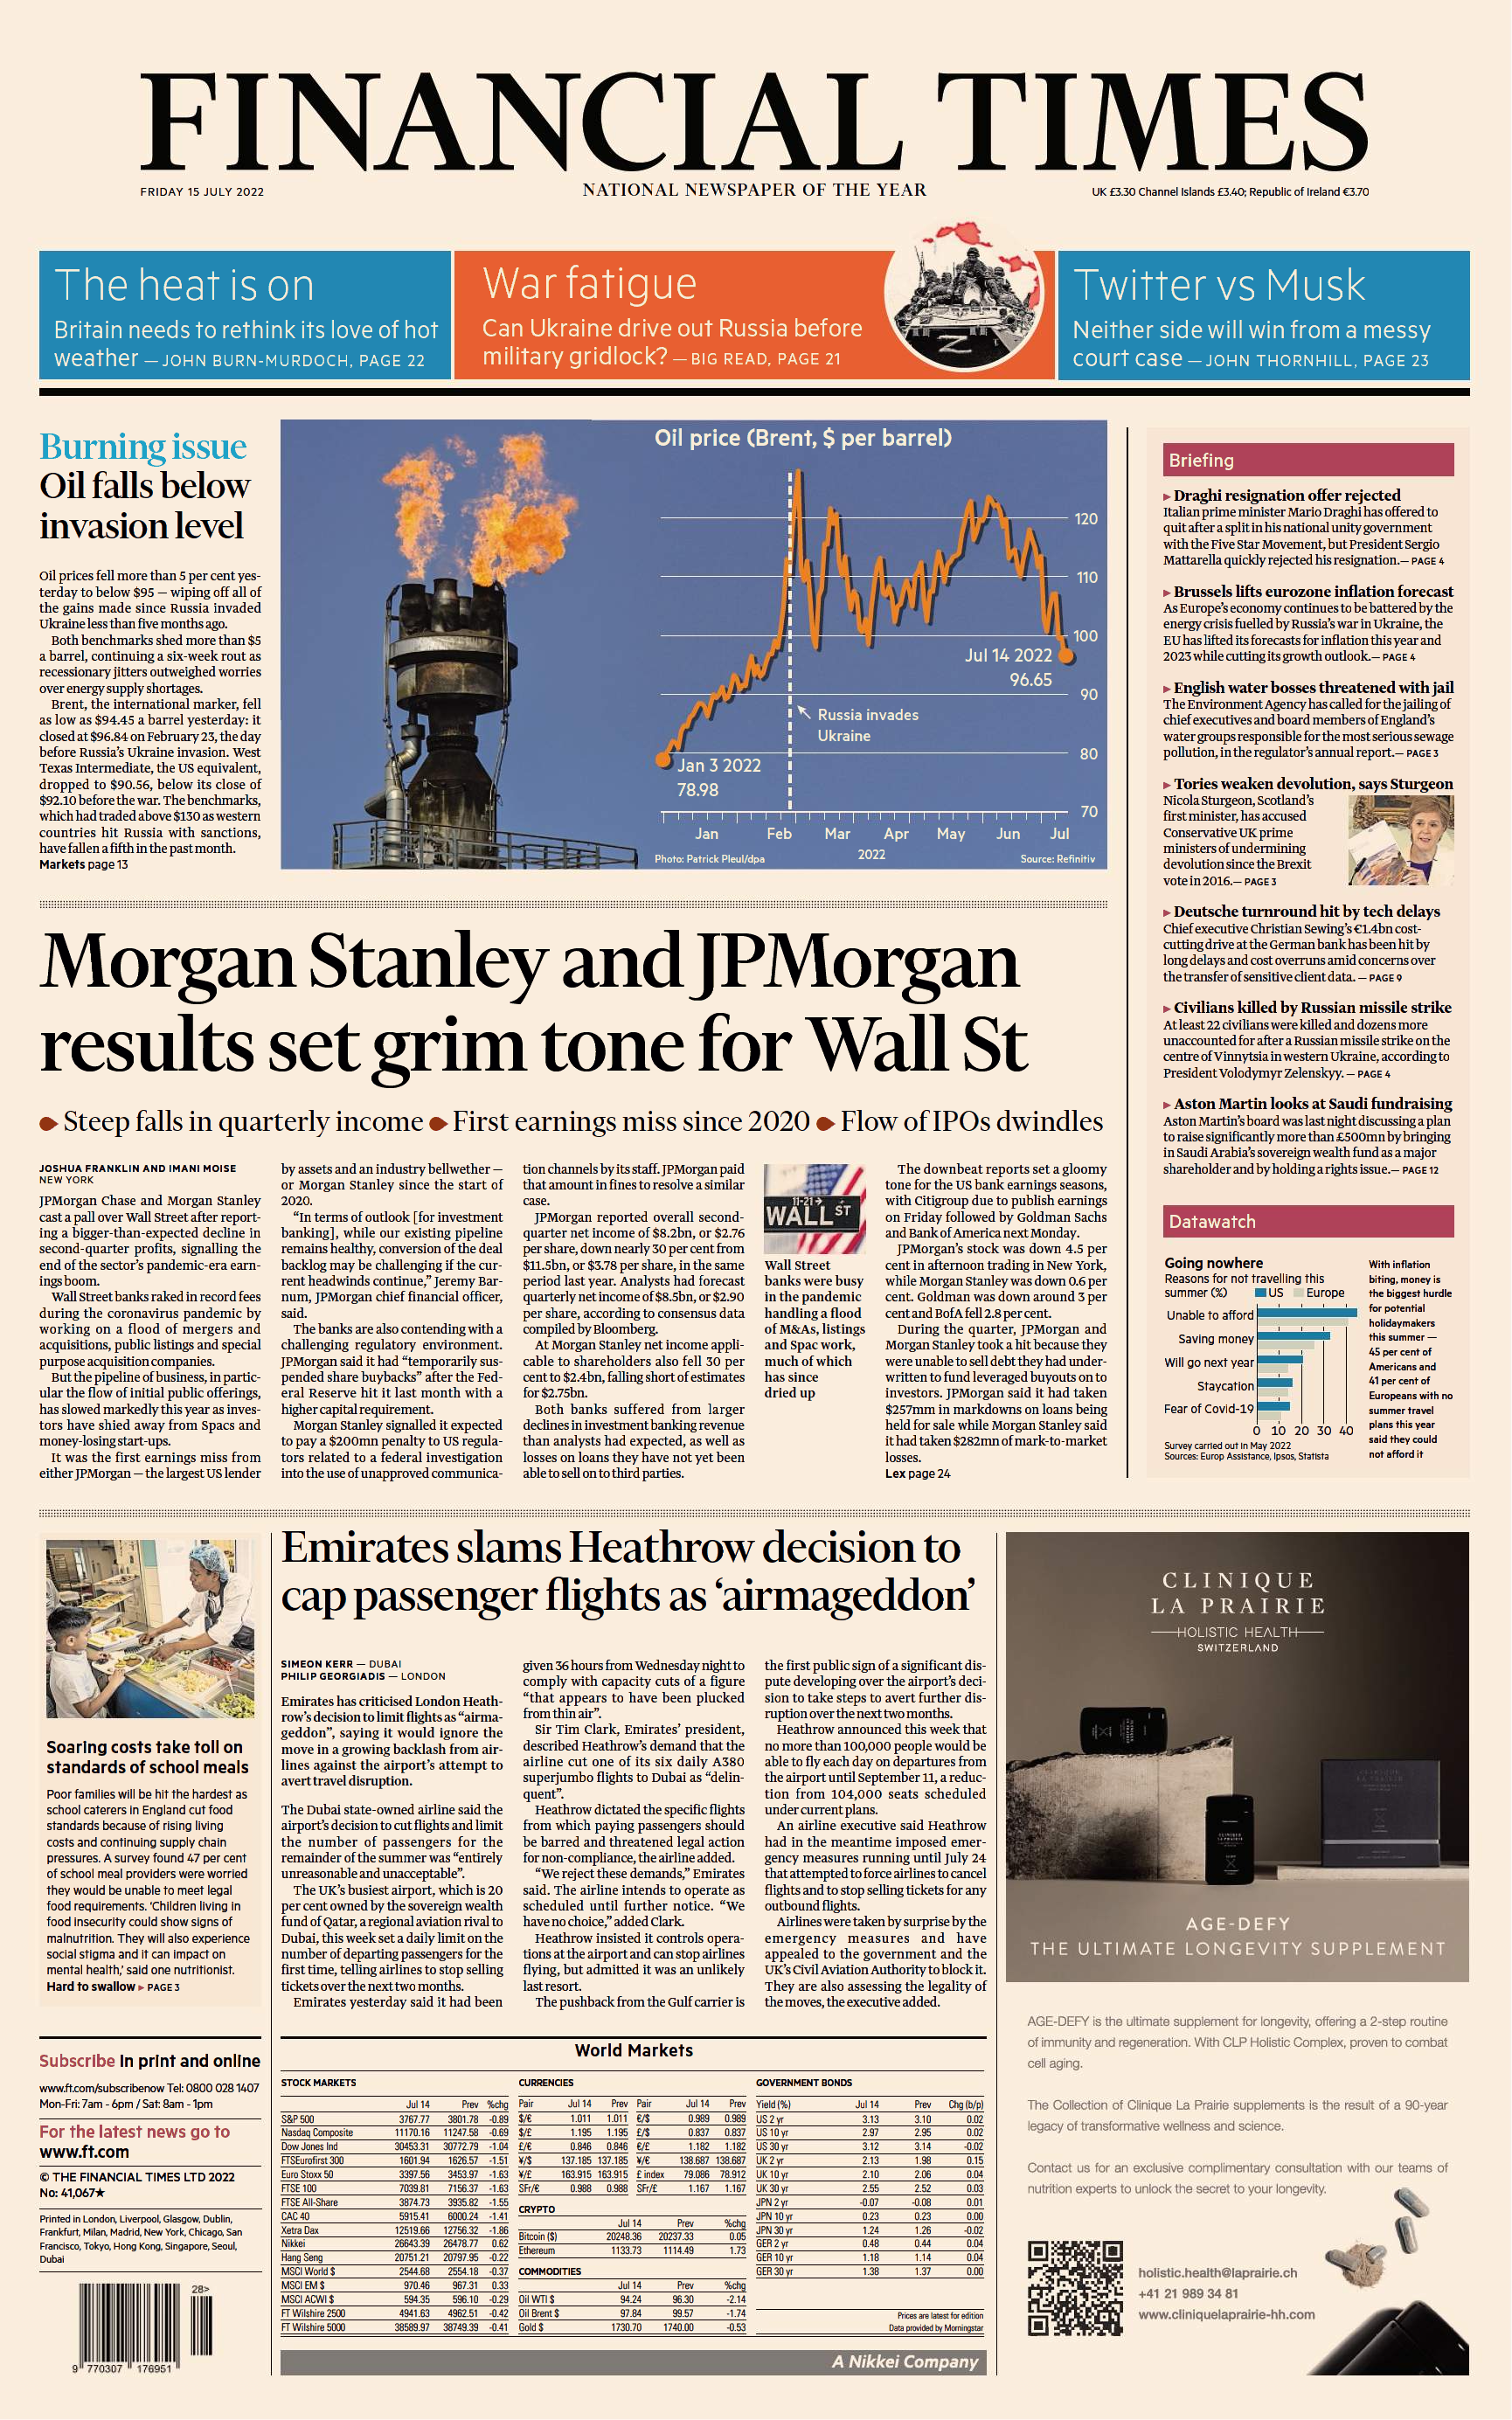 FINANCIAL TIMES
FRIDAY 15 JULY 2022
NATIONAL NEWSPAPER OF THE YEAR
UK £3.30 Channel Islands £3.40; Republic of Ireland €3.70
The heat is on
Britain needs to rethink its love of hot
weather — JOHN BURN-MURDOCH, PAGE 22
War fatigue
Can Ukraine drive out Russia before
military gridlock? — BIG READ, PAGE 21
Twitter vs Musk
Neither side will win from a messy
court case — JOHN THORNHILL, PAGE 23
Burning issue
Oil falls below
invasion level
Oil prices fell more than 5 per cent yes-
terday to below $95 — wiping off all of
the gains made since Russia invaded
Ukraine less than five months ago.
Both benchmarks shed more than $5
a barrel, continuing a six-week rout as
recessionary jitters outweighed worries
over energy supply shortages.
Brent, the international marker, fell
as low as $94.45 a barrel yesterday: it
closed at $96.84 on February 23, the day
before Russia's Ukraine invasion. West
Texas Intermediate, the US equivalent,
dropped to $90.56, below its close of
$92.10 before the war. The benchmarks,
which had traded above $130 as western
countries hit Russia with sanctions,
have fallen a fifth in the past month.
Markets page 13
Oil price (Brent, $ per barrel)
120
110
100
Jul 14 2022
96.65
90
Russia invades
Ukraine
80
Jan 3 2022
78.98
70
Jan Feb Mar Apr May Jun Jul
2022
Photo: Patrick Pleul/dpa
Source: Refinitiv
Morgan Stanley and JPMorgan
results set grim tone for Wall St
Steep falls in quarterly income First earnings miss since 2020 Flow of IPOs dwindles
JOSHUA FRANKLIN AND IMANI MOISE
NEW YORK
JPMorgan Chase and Morgan Stanley
cast a pall over Wall Street after report-
ing a bigger-than-expected decline in
second-quarter profits, signalling the
end of the sector's pandemic-era earn-
ings boom.
Wall Street banks raked in record fees
during the coronavirus pandemic by
working on a flood of mergers and
acquisitions, public listings and special
purpose acquisition companies.
But the pipeline of business, in partic-
ular the flow of initial public offerings,
has slowed markedly this year as inves-
tors have shied away from Spacs and
money-losing start-ups.
It was the first earnings miss from
either JPMorgan — the largest US lender
by assets and an industry bellwether —
or Morgan Stanley since the start of
2020.
“In terms of outlook [for investment
banking], while our existing pipeline
remains healthy, conversion of the deal
backlog may be challenging if the cur-
rent headwinds continue,” Jeremy Bar-
num, JPMorgan chief financial officer,
said.
The banks are also contending with a
challenging regulatory environment.
JPMorgan said it had “temporarily sus-
pended share buybacks” after the Fed-
eral Reserve hit it last month with a
higher capital requirement.
Morgan Stanley signalled it expected
to pay a $200mn penalty to US regula-
tors related to a federal investigation
into the use of unapproved communica-
tion channels by its staff. JPMorgan paid
that amount in fines to resolve a similar
case.
JPMorgan reported overall second-
quarter net income of $8.2bn, or $2.76
per share, down nearly 30 per cent from
$11.5bn, or $3.78 per share, in the same
period last year. Analysts had forecast
quarterly net income of $8.5bn, or $2.90
per share, according to consensus data
compiled by Bloomberg.
At Morgan Stanley net income appli-
cable to shareholders also fell 30 per
cent to $2.4bn, falling short of estimates
for $2.75bn.
Both banks suffered from larger
declines in investment banking revenue
than analysts had expected, as well as
losses on loans they have not yet been
able to sell on to third parties.
11-21
WALL ST
Wall Street
banks were busy
in the pandemic
handling a flood
of M&As, listings
and Spac work,
much of which
has since
dried up
The downbeat reports set a gloomy
tone for the US bank earnings seasons,
with Citigroup due to publish earnings
on Friday followed by Goldman Sachs
and Bank of America next Monday.
JPMorgan's stock was down 4.5 per
cent in afternoon trading in New York,
while Morgan Stanley was down 0.6 per
cent. Goldman was down around 3 per
cent and BofA fell 2.8 per cent.
During the quarter, JPMorgan and
Morgan Stanley took a hit because they
were unable to sell debt they had under-
written to fund leveraged buyouts on to
investors. JPMorgan said it had taken
$257mn in markdowns on loans being
held for sale while Morgan Stanley said
it had taken $282mn of mark-to-market
losses.
Lex page 24
Briefing
Draghi resignation offer rejected
Italian prime minister Mario Draghi has offered to
quit after a split in his national unity government
with the Five Star Movement, but President Sergio
Mattarella quickly rejected his resignation.— PAGE 4
Brussels lifts eurozone inflation forecast
As Europe's economy continues to be battered by the
energy crisis fuelled by Russia's war in Ukraine, the
EU has lifted its forecasts for inflation this year and
2023 while cutting its growth outlook.— PAGE 4
English water bosses threatened with jail
The Environment Agency has called for the jailing of
chief executives and board members of England's
water groups responsible for the most serious sewage
pollution, in the regulator's annual report.— PAGE 3
Tories weaken devolution, says Sturgeon
Nicola Sturgeon, Scotland's
first minister, has accused
Conservative UK prime
ministers of undermining
devolution since the Brexit
vote in 2016.— PAGE 3
Deutsche turnround hit by tech delays
Chief executive Christian Sewing's €1.4bn cost-
cutting drive at the German bank has been hit by
long delays and cost overruns amid concerns over
the transfer of sensitive client data. — PAGE 9
Civilians killed by Russian missile strike
At least 22 civilians were killed and dozens more
unaccounted for after a Russian missile strike on the
centre of Vinnytsia in western Ukraine, according to
President Volodymyr Zelenskyy. — PAGE 4
Aston Martin looks at Saudi fundraising
Aston Martin's board was last night discussing a plan
to raise significantly more than £500mn by bringing
in Saudi Arabia's sovereign wealth fund as a major
shareholder and by holding a rights issue.— PAGE 12
Datawatch
Going nowhere
Reasons for not travelling this
summer (%) US Europe
Unable to afford
Saving money
Will go next year
Staycation
Fear of Covid-19
0 10 20 30 40
Survey carried out in May 2022
Sources: Europ Assistance, Ipsos, Statista
With inflation
biting, money is
the biggest hurdle
for potential
holidaymakers
this summer —
45 per cent of
Americans and
41 per cent of
Europeans with no
summer travel
plans this year
said they could
not afford it
Soaring costs take toll on
standards of school meals
Poor families will be hit the hardest as
school caterers in England cut food
standards because of rising living
costs and continuing supply chain
pressures. A survey found 47 per cent
of school meal providers were worried
they would be unable to meet legal
food requirements. ‘Children living in
food insecurity could show signs of
malnutrition. They will also experience
social stigma and it can impact on
mental health,’ said one nutritionist.
Hard to swallow PAGE 3
Emirates slams Heathrow decision to
cap passenger flights as ‘airmageddon’
SIMEON KERR — DUBAI
PHILIP GEORGIADIS — LONDON
Emirates has criticised London Heath-
row's decision to limit flights as “airma-
geddon”, saying it would ignore the
move in a growing backlash from air-
lines against the airport's attempt to
avert travel disruption.
The Dubai state-owned airline said the
airport's decision to cut flights and limit
the number of passengers for the
remainder of the summer was “entirely
unreasonable and unacceptable”.
The UK's busiest airport, which is 20
per cent owned by the sovereign wealth
fund of Qatar, a regional aviation rival to
Dubai, this week set a daily limit on the
number of departing passengers for the
first time, telling airlines to stop selling
tickets over the next two months.
Emirates yesterday said it had been
given 36 hours from Wednesday night to
comply with capacity cuts of a figure
“that appears to have been plucked
from thin air”.
Sir Tim Clark, Emirates' president,
described Heathrow's demand that the
airline cut one of its six daily A380
superjumbo flights to Dubai as “delin-
quent”.
Heathrow dictated the specific flights
from which paying passengers should
be barred and threatened legal action
for non-compliance, the airline added.
“We reject these demands,” Emirates
said. The airline intends to operate as
scheduled until further notice. “We
have no choice,” added Clark.
Heathrow insisted it controls opera-
tions at the airport and can stop airlines
flying, but admitted it was an unlikely
last resort.
The pushback from the Gulf carrier is
the first public sign of a significant dis-
pute developing over the airport's deci-
sion to take steps to avert further dis-
ruption over the next two months.
Heathrow announced this week that
no more than 100,000 people would be
able to fly each day on departures from
the airport until September 11, a reduc-
tion from 104,000 seats scheduled
under current plans.
An airline executive said Heathrow
had in the meantime imposed emer-
gency measures running until July 24
that attempted to force airlines to cancel
flights and to stop selling tickets for any
outbound flights.
Airlines were taken by surprise by the
emergency measures and have
appealed to the government and the
UK's Civil Aviation Authority to block it.
They are also assessing the legality of
the moves, the executive added.
Subscribe In print and online
www.ft.com/subscribenow Tel: 0800 028 1407
Mon-Fri: 7am - 6pm / Sat: 8am - 1pm
For the latest news go to
www.ft.com
© THE FINANCIAL TIMES LTD 2022
No: 41,067★
Printed in London, Liverpool, Glasgow, Dublin,
Frankfurt, Milan, Madrid, New York, Chicago, San
Francisco, Tokyo, Hong Kong, Singapore, Seoul,
Dubai
28>
9 770307 176951
World Markets
STOCK MARKETS
Jul 14 Prev %chg
S&P 500 3767.77 3801.78 -0.89
Nasdaq Composite 11170.16 11247.58 -0.69
Dow Jones Ind 30453.31 30772.79 -1.04
FTSEurofirst 300 1601.94 1626.57 -1.51
Euro Stoxx 50 3397.56 3453.97 -1.63
FTSE 100 7039.81 7156.37 -1.63
FTSE All-Share 3874.73 3935.82 -1.55
CAC 40 5915.41 6000.24 -1.41
Xetra Dax 12519.66 12756.32 -1.86
Nikkei 26643.39 26478.77 0.62
Hang Seng 20751.21 20797.95 -0.22
MSCI World $ 2544.68 2554.18 -0.37
MSCI EM $ 970.46 967.31 0.33
MSCI ACWI $ 594.35 596.10 -0.29
FT Wilshire 2500 4941.63 4962.51 -0.42
FT Wilshire 5000 38589.97 38749.39 -0.41
CURRENCIES
Pair Jul 14 Prev Pair Jul 14 Prev
$/€ 1.011 1.011 €/$ 0.989 0.989
$/£ 1.195 1.195 £/$ 0.837 0.837
£/€ 0.846 0.846 €/£ 1.182 1.182
¥/$ 137.185 137.185 ¥/€ 138.687 138.687
¥/£ 163.915 163.915 £ index 79.086 78.912
SFr/€ 0.988 0.988 SFr/£ 1.167 1.167
CRYPTO
Jul 14 Prev %chg
Bitcoin ($) 20248.36 20237.33 0.05
Ethereum 1133.73 1114.49 1.73
COMMODITIES
Jul 14 Prev %chg
Oil WTI $ 94.24 96.30 -2.14
Oil Brent $ 97.84 99.57 -1.74
Gold $ 1730.70 1740.00 -0.53
GOVERNMENT BONDS
Yield (%) Jul 14 Prev Chg (b/p)
US 2 yr 3.13 3.10 0.02
US 10 yr 2.97 2.95 0.02
US 30 yr 3.12 3.14 -0.02
UK 2 yr 2.13 1.98 0.15
UK 10 yr 2.10 2.06 0.04
UK 30 yr 2.55 2.52 0.03
JPN 2 yr -0.07 -0.08 0.01
JPN 10 yr 0.23 0.23 0.00
JPN 30 yr 1.24 1.26 -0.02
GER 2 yr 0.48 0.44 0.04
GER 10 yr 1.18 1.14 0.04
GER 30 yr 1.38 1.37 0.00
Prices are latest for edition
Data provided by Morningstar
A Nikkei Company
CLINIQUE
LA PRAIRIE
HOLISTIC HEALTH
SWITZERLAND
AGE-DEFY
THE ULTIMATE LONGEVITY SUPPLEMENT
AGE-DEFY is the ultimate supplement for longevity, offering a 2-step routine
of immunity and regeneration. With CLP Holistic Complex, proven to combat
cell aging.
The Collection of Clinique La Prairie supplements is the result of a 90-year
legacy of transformative wellness and science.
Contact us for an exclusive complimentary consultation with our teams of
nutrition experts to unlock the secret to your longevity.
holistic.health@laprairie.ch
+41 21 989 34 81
www.cliniquelaprairie-hh.com